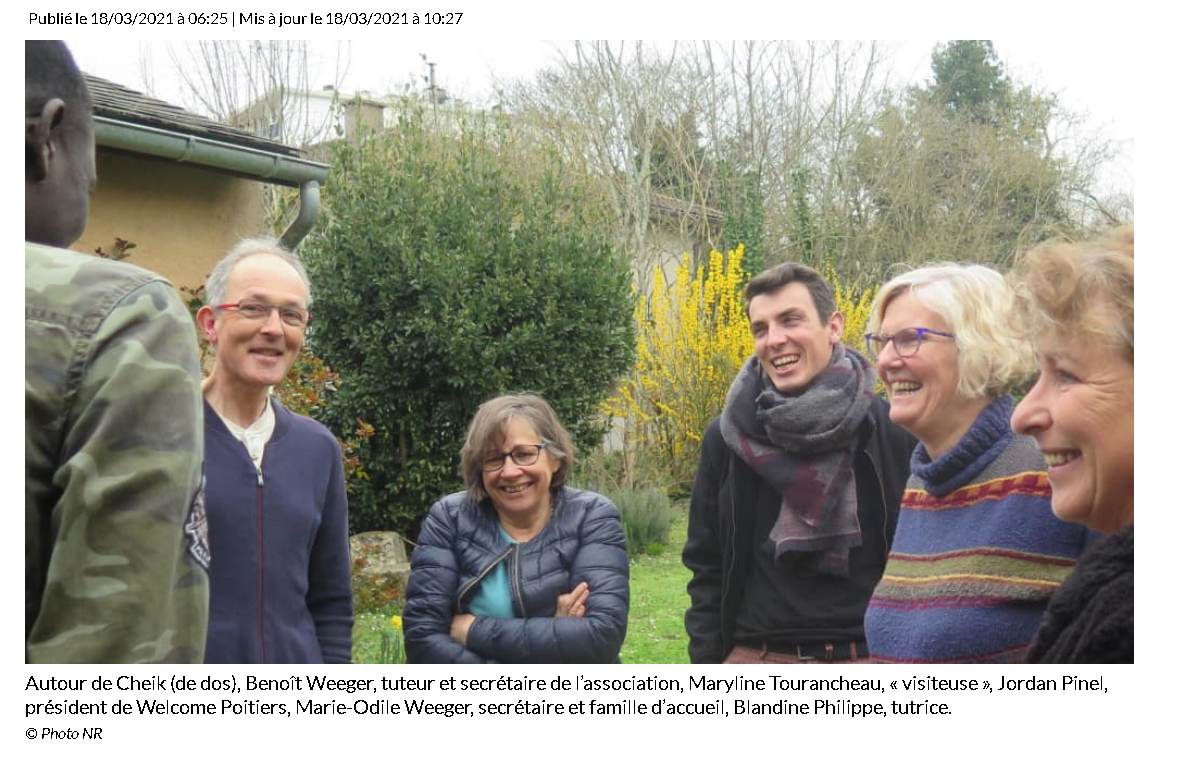 Publié le 18/03/2021 à 06:25 | Mis à jour le 18/03/2021 à 10:27
Autour de Cheik (de dos), Benoît Weeger, tuteur et secrétaire de l’association, Maryline Tourancheau, « visiteuse », Jordan Pinel,
président de Welcome Poitiers, Marie-Odile Weeger, secrétaire et famille d’accueil, Blandine Philippe, tutrice.
© Photo NR